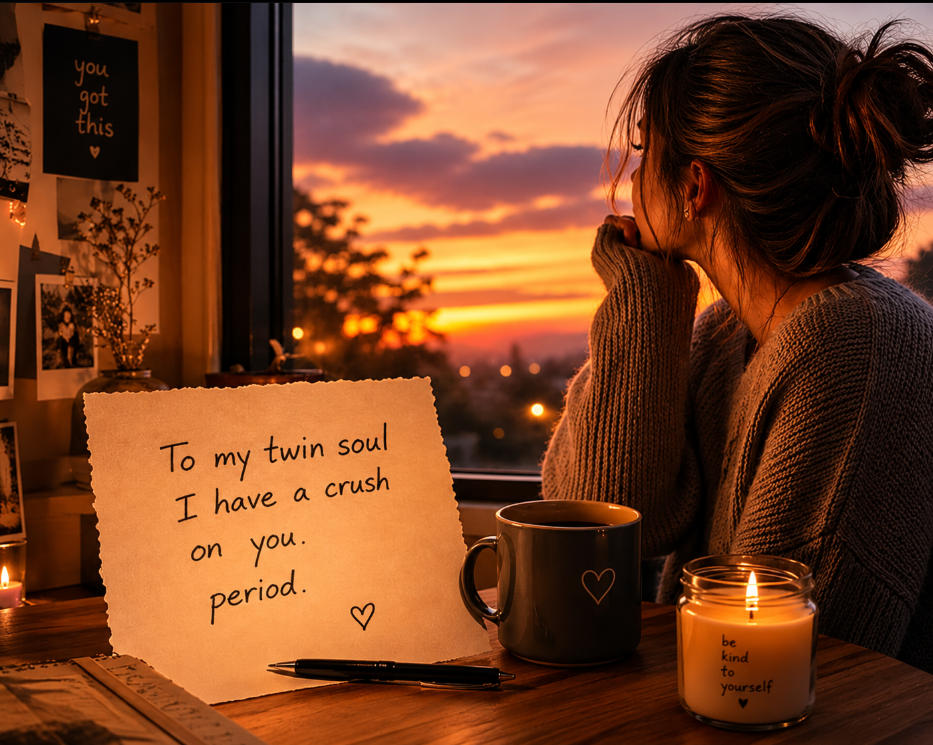 you
got
this
To my twin soul
I have a crush
on you.
period.
be
kind
to
yourself